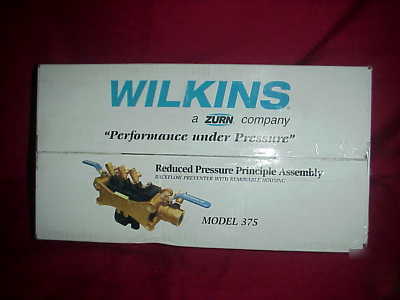 WILKINS
a ZURN company
"Performance under Pressure"
Reduced Pressure Principle Assembly
BACKFLOW PREVENTER WITH REMOVABLE HOUSING
MODEL 375